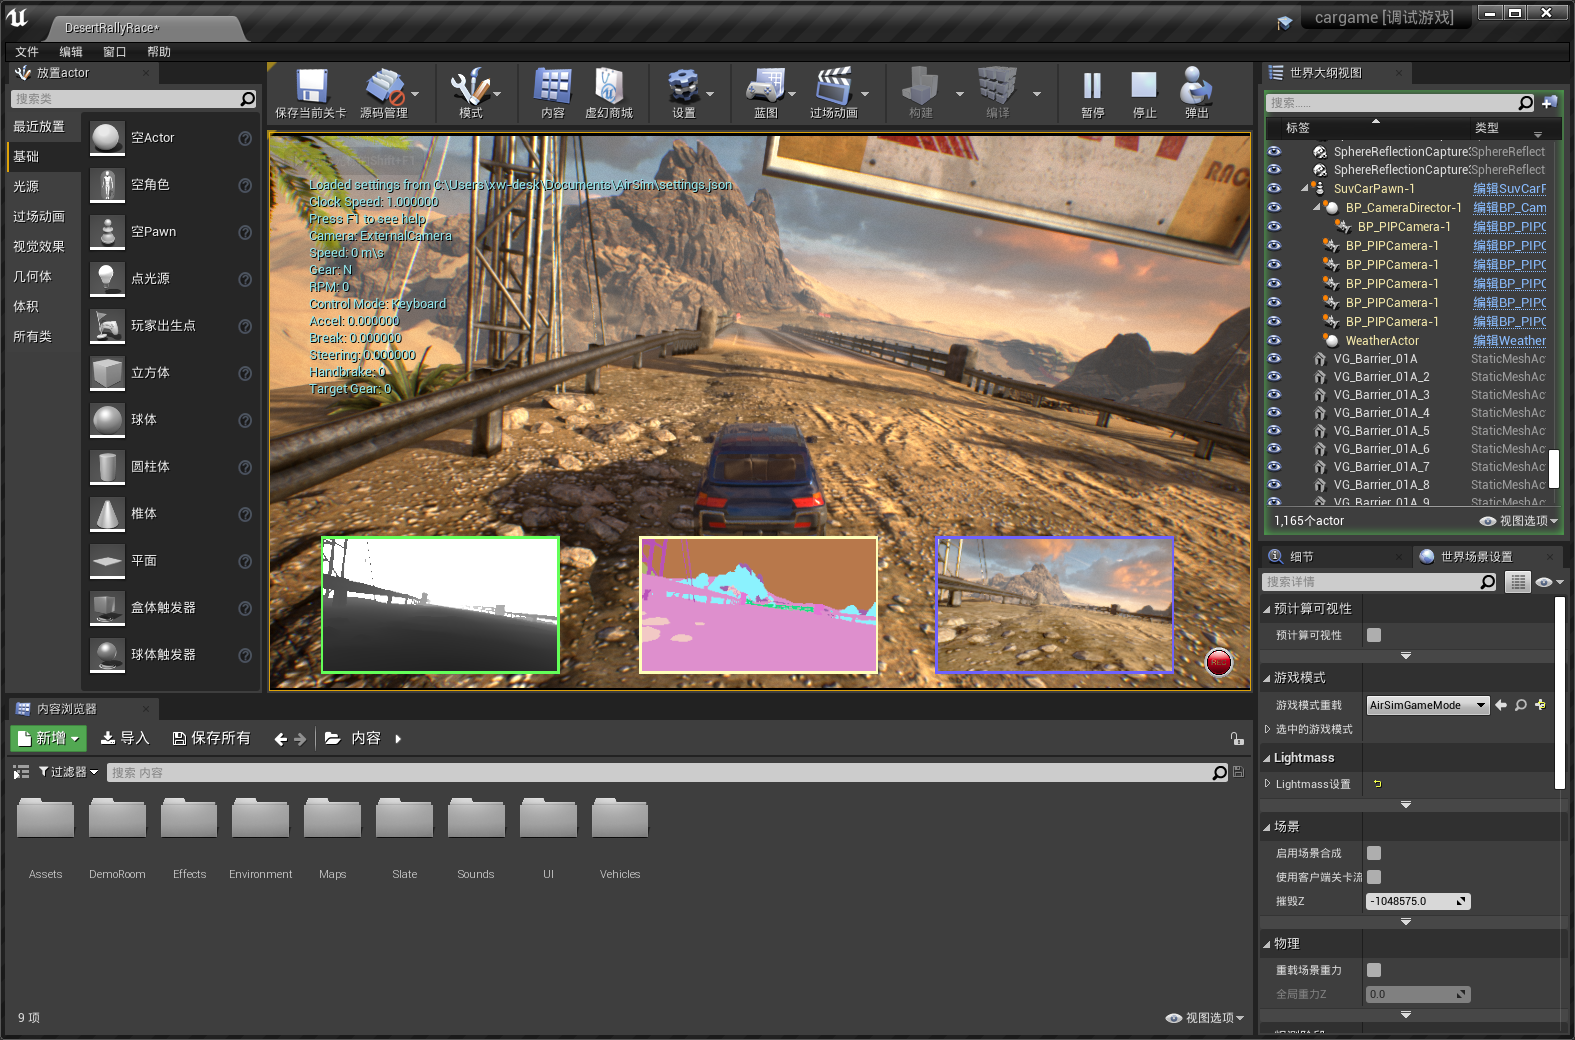 DesertRallyRace*
cargame [调试游戏]
文件 编辑 窗口 帮助
放置actor
搜索类
最近放置
基础
光源
过场动画
视觉效果
几何体
体积
所有类
空Actor
空角色
空Pawn
点光源
玩家出生点
立方体
球体
圆柱体
椎体
平面
盒体触发器
球体触发器
保存当前关卡 源码管理 模式 内容 虚幻商城 设置 蓝图 过场动画 构建 编译 暂停 停止 弹出
Loaded settings from C:\Users\xw-desk\Documents\AirSim\settings.json
Clock Speed: 1.000000
Press F1 to see help
Camera: ExternalCamera
Speed: 0 m\s
Gear: N
RPM: 0
Control Mode: Keyboard
Accel: 0.000000
Break: 0.000000
Steering: 0.000000
Handbrake: 0
Target Gear: 0
REC
世界大纲视图
搜索......
标签 类型
SphereReflectionCapture SphereReflect
SphereReflectionCapture SphereReflect
SuvCarPawn-1 编辑SuvCarP
BP_CameraDirector-1 编辑BP_Cam
BP_PIPCamera-1 编辑BP_PIPC
BP_PIPCamera-1 编辑BP_PIPC
BP_PIPCamera-1 编辑BP_PIPC
BP_PIPCamera-1 编辑BP_PIPC
BP_PIPCamera-1 编辑BP_PIPC
BP_PIPCamera-1 编辑BP_PIPC
WeatherActor 编辑Weather
VG_Barrier_01A StaticMeshAc
VG_Barrier_01A_2 StaticMeshAc
VG_Barrier_01A_3 StaticMeshAc
VG_Barrier_01A_4 StaticMeshAc
VG_Barrier_01A_5 StaticMeshAc
VG_Barrier_01A_6 StaticMeshAc
VG_Barrier_01A_7 StaticMeshAc
VG_Barrier_01A_8 StaticMeshAc
VG_Barrier_01A_9 StaticMeshAc
1,165个actor 视图选项
细节 世界场景设置
搜索详情
预计算可视性
预计算可视性
游戏模式
游戏模式重载 AirSimGameMode
选中的游戏模式
Lightmass
Lightmass设置
场景
启用场景合成
使用客户端关卡流
摧毁Z -1048575.0
物理
重载场景重力
全局重力Z 0.0
内容浏览器
新增 导入 保存所有 内容
过滤器 搜索 内容
Assets DemoRoom Effects Environment Maps Slate Sounds UI Vehicles
9 项 视图选项